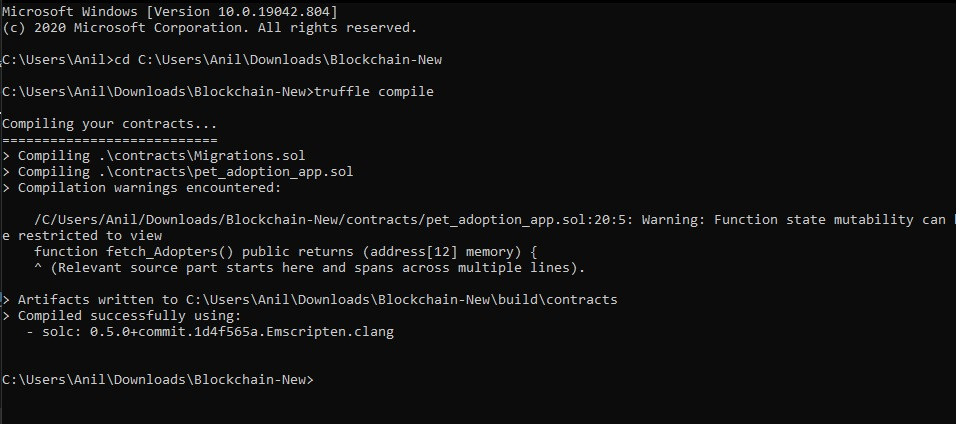 Microsoft Windows [Version 10.0.19042.804]
(c) 2020 Microsoft Corporation. All rights reserved.
C:\Users\Anil>cd C:\Users\Anil\Downloads\Blockchain-New
C:\Users\Anil\Downloads\Blockchain-New>truffle compile
Compiling your contracts...
===========================
> Compiling .\contracts\Migrations.sol
> Compiling .\contracts\pet_adoption_app.sol
> Compilation warnings encountered:
/C/Users/Anil/Downloads/Blockchain-New/contracts/pet_adoption_app.sol:20:5: Warning: Function state mutability can b
e restricted to view
function fetch_Adopters() public returns (address[12] memory) {
^ (Relevant source part starts here and spans across multiple lines).
> Artifacts written to C:\Users\Anil\Downloads\Blockchain-New\build\contracts
> Compiled successfully using:
- solc: 0.5.0+commit.1d4f565a.Emscripten.clang
C:\Users\Anil\Downloads\Blockchain-New>